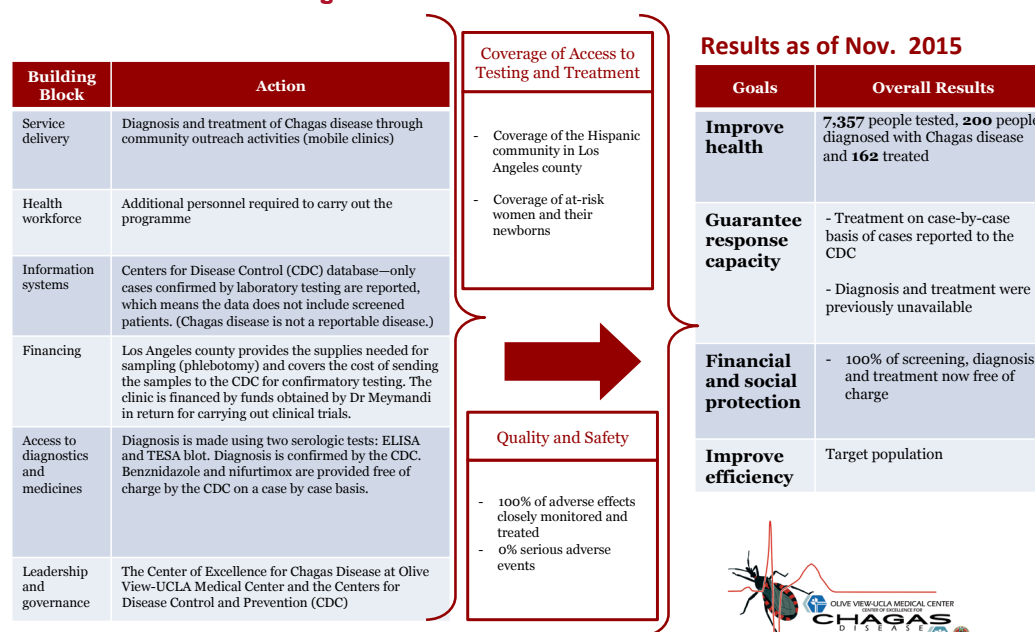 Building
Block
Action
Service
delivery
Diagnosis and treatment of Chagas disease through
community outreach activities (mobile clinics)
Health
workforce
Additional personnel required to carry out the
programme
Information
systems
Centers for Disease Control (CDC) database—only
cases confirmed by laboratory testing are reported,
which means the data does not include screened
patients. (Chagas disease is not a reportable disease.)
Financing
Los Angeles county provides the supplies needed for
sampling (phlebotomy) and covers the cost of sending
the samples to the CDC for confirmatory testing. The
clinic is financed by funds obtained by Dr Meymandi
in return for carrying out clinical trials.
Access to
diagnostics
and
medicines
Diagnosis is made using two serologic tests: ELISA
and TESA blot. Diagnosis is confirmed by the CDC.
Benznidazole and nifurtimox are provided free of
charge by the CDC on a case by case basis.
Leadership
and
governance
The Center of Excellence for Chagas Disease at Olive
View-UCLA Medical Center and the Centers for
Disease Control and Prevention (CDC)
Coverage of Access to
Testing and Treatment
- Coverage of the Hispanic
community in Los
Angeles county
- Coverage of at-risk
women and their
newborns
Quality and Safety
- 100% of adverse effects
closely monitored and
treated
- 0% serious adverse
events
Results as of Nov. 2015
Goals
Overall Results
Improve
health
7,357 people tested, 200 people
diagnosed with Chagas disease
and 162 treated
Guarantee
response
capacity
- Treatment on case-by-case
basis of cases reported to the
CDC
- Diagnosis and treatment were
previously unavailable
Financial
and social
protection
- 100% of screening, diagnosis
and treatment now free of
charge
Improve
efficiency
Target population
OLIVE VIEW-UCLA MEDICAL CENTER
CENTER OF EXCELLENCE FOR
CHAGAS
DISEASE